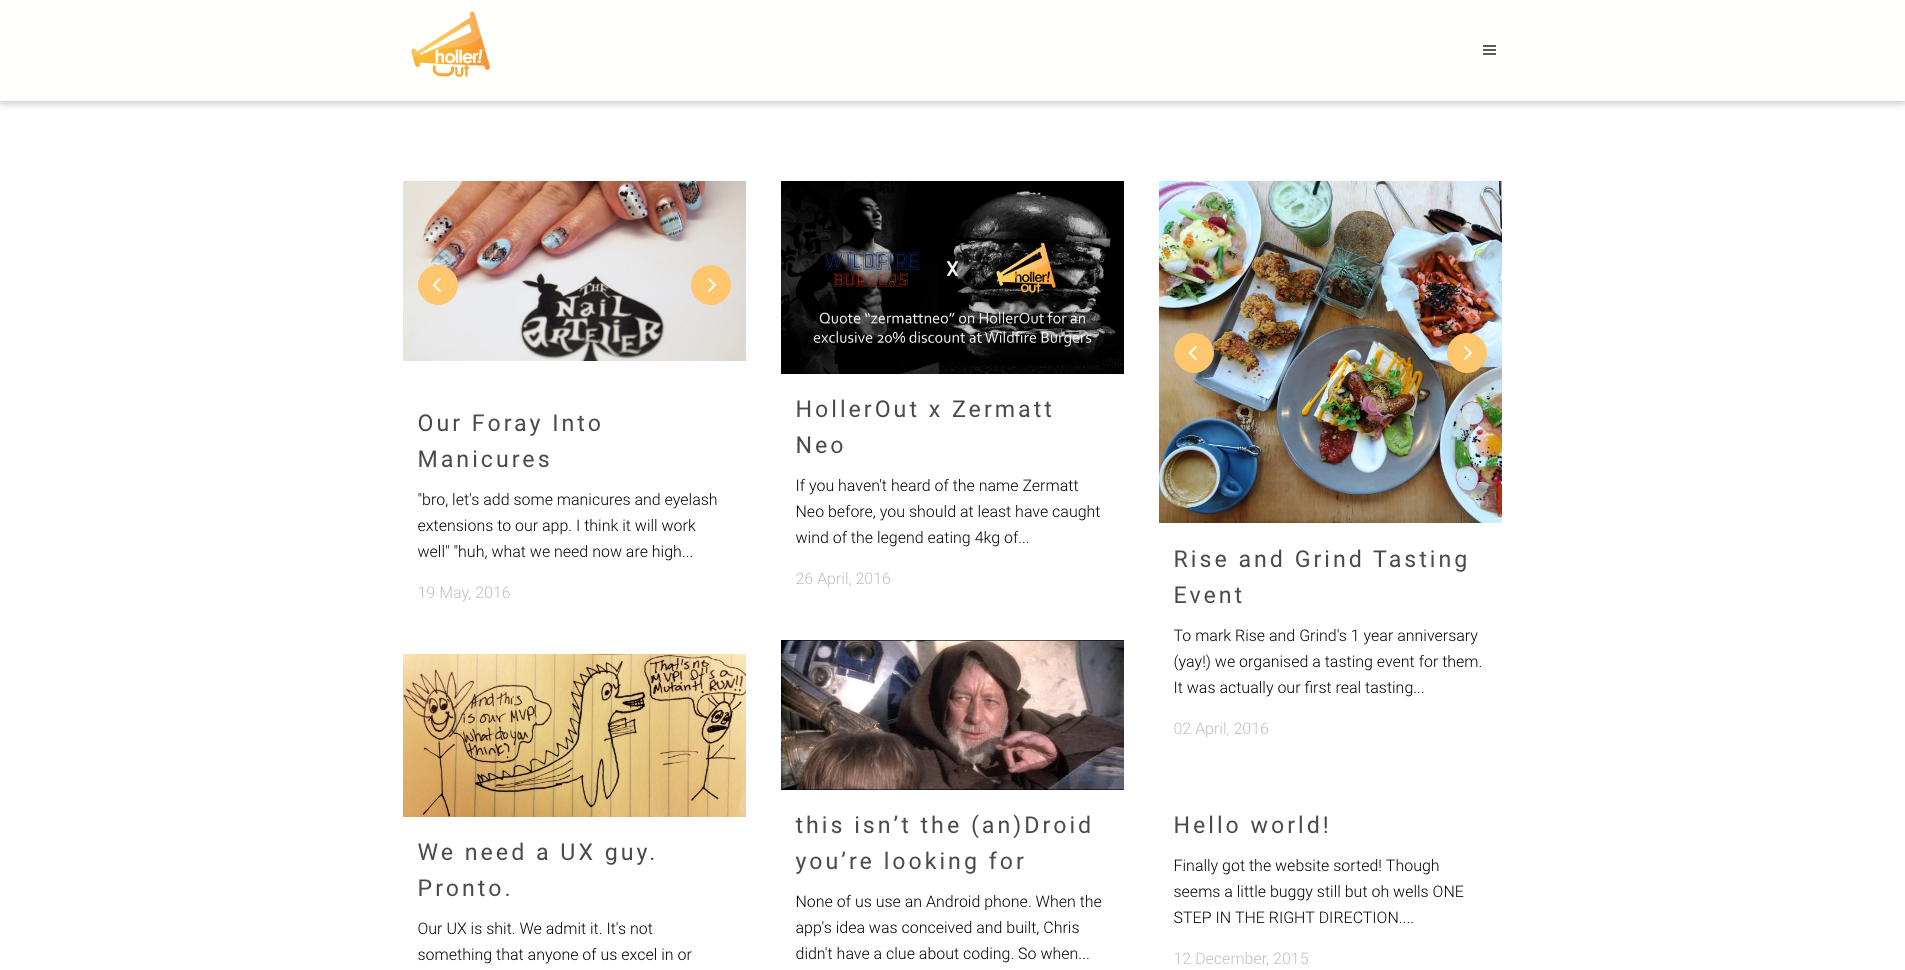 holler!
Out
THE
NaiL
aRTELiER
Our Foray Into
Manicures
"bro, let's add some manicures and eyelash
extensions to our app. I think it will work
well" "huh, what we need now are high...
19 May, 2016
And this
is our MVP!
What do you
think?
That's no
MVP! It's a
Mutant! RUN!!
We need a UX guy.
Pronto.
Our UX is shit. We admit it. It's not
something that anyone of us excel in or
WILDFIRE
BURGERS
X
holler!
OUT
Quote “zermattneo” on HollerOut for an
exclusive 20% discount at Wildfire Burgers
HollerOut x Zermatt
Neo
If you haven't heard of the name Zermatt
Neo before, you should at least have caught
wind of the legend eating 4kg of...
26 April, 2016
this isn’t the (an)Droid
you’re looking for
None of us use an Android phone. When the
app's idea was conceived and built, Chris
didn't have a clue about coding. So when...
Rise and Grind Tasting
Event
To mark Rise and Grind's 1 year anniversary
(yay!) we organised a tasting event for them.
It was actually our first real tasting...
02 April, 2016
Hello world!
Finally got the website sorted! Though
seems a little buggy still but oh wells ONE
STEP IN THE RIGHT DIRECTION....
12 December, 2015